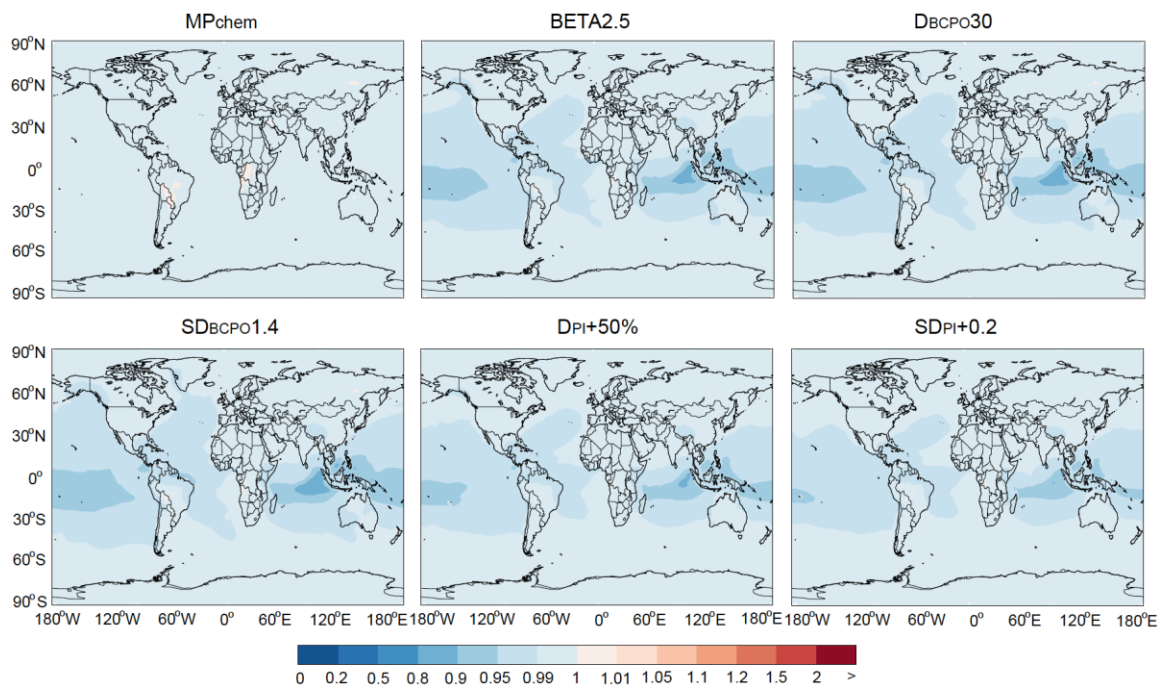 MPchem BETA2.5 DBCPO30
90°N
60°N
30°N
0°
30°S
60°S
90°S
SDBCPO1.4 DPI+50% SDPI+0.2
90°N
60°N
30°N
0°
30°S
60°S
90°S
180°W 120°W 60°W 0° 60°E 120°E 180°E 120°W 60°W 0° 60°E 120°E 180°E 120°W 60°W 0° 60°E 120°E 180°E
0 0.2 0.5 0.8 0.9 0.95 0.99 1 1.01 1.05 1.1 1.2 1.5 2 >